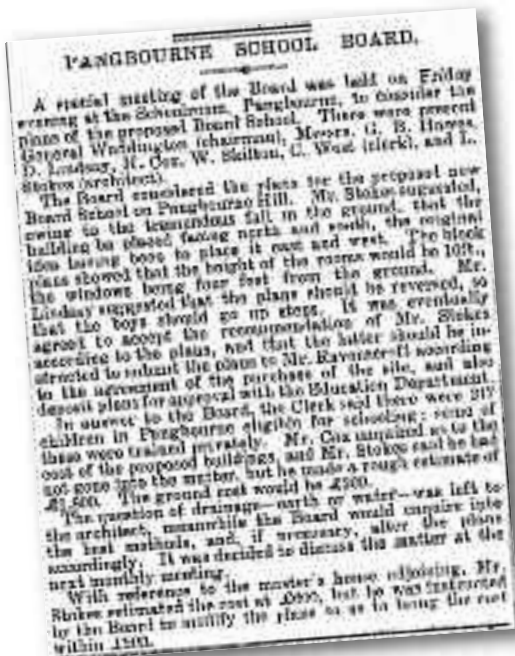 PANGBOURNE SCHOOL BOARD.
A special meeting of the Board was held on Friday
evening at the Schoolroom, Pangbourne, to consider the
plans of the proposed Board School. There were present
General Waddington (chairman), Messrs. G. B. Hawes,
D. Lindsay, H. Cox, W. Skilton, C. West (clerk), and L.
Stokes (architect).
The Board considered the plans for the proposed new
Board School on Pangbourne Hill. Mr. Stokes suggested,
owing to the tremendous fall in the ground, that the
building be placed facing north and south, the original
idea having been to place it east and west. The block
plans showed that the height of the rooms would be 10ft.,
the windows being four feet from the ground. Mr.
Lindsay suggested that the plans should be reversed, so
that the boys should go up steps. It was eventually
agreed to accept the recommendation of Mr. Stokes
according to the plans, and that the latter should be in-
structed to submit the plans to Mr. Ravenscroft according
to the agreement of the purchase of the site, and also
deposit plans for approval with the Education Department.
In answer to the Board, the Clerk said there were
children in Pangbourne eligible for schooling; some of
these were trained privately. Mr. Cox enquired as to the
cost of the proposed buildings, and Mr. Stokes said he had
not gone into the matter, but he made a rough estimate of
The ground cost would be
The question of drainage—earth or water—was left to
the architect, meanwhile the Board would enquire into
the best methods, and, if necessary, alter the plans
accordingly. It was decided to discuss the matter at the
next monthly meeting.
With reference to the master's house adjoining, Mr.
Stokes estimated the cost at but he was instructed
by the Board to modify the plans so as to bring the cost
within